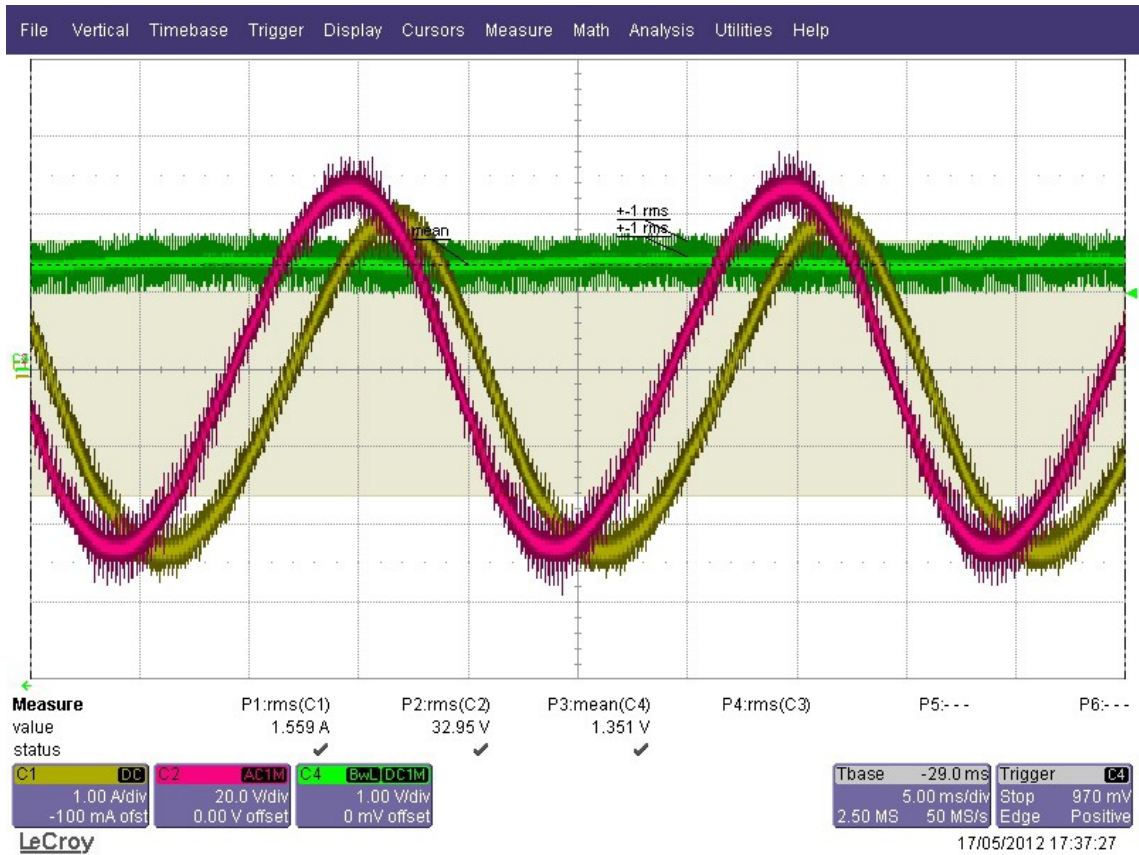 File Vertical Timebase Trigger Display Cursors Measure Math Analysis Utilities Help
+-1 rms
mean
+-1 rms
Measure P1:rms(C1) P2:rms(C2) P3:mean(C4) P4:rms(C3) P5:--- P6:---
value 1.559 A 32.95 V 1.351 V
status
C1 DC C2 AC1M C4 BwL DC1M Tbase -29.0 ms Trigger C4
1.00 A/div 20.0 V/div 1.00 V/div 5.00 ms/div Stop 970 mV
-100 mA ofst 0.00 V offset 0 mV offset 2.50 MS 50 MS/s Edge Positive
LeCroy 17/05/2012 17:37:27